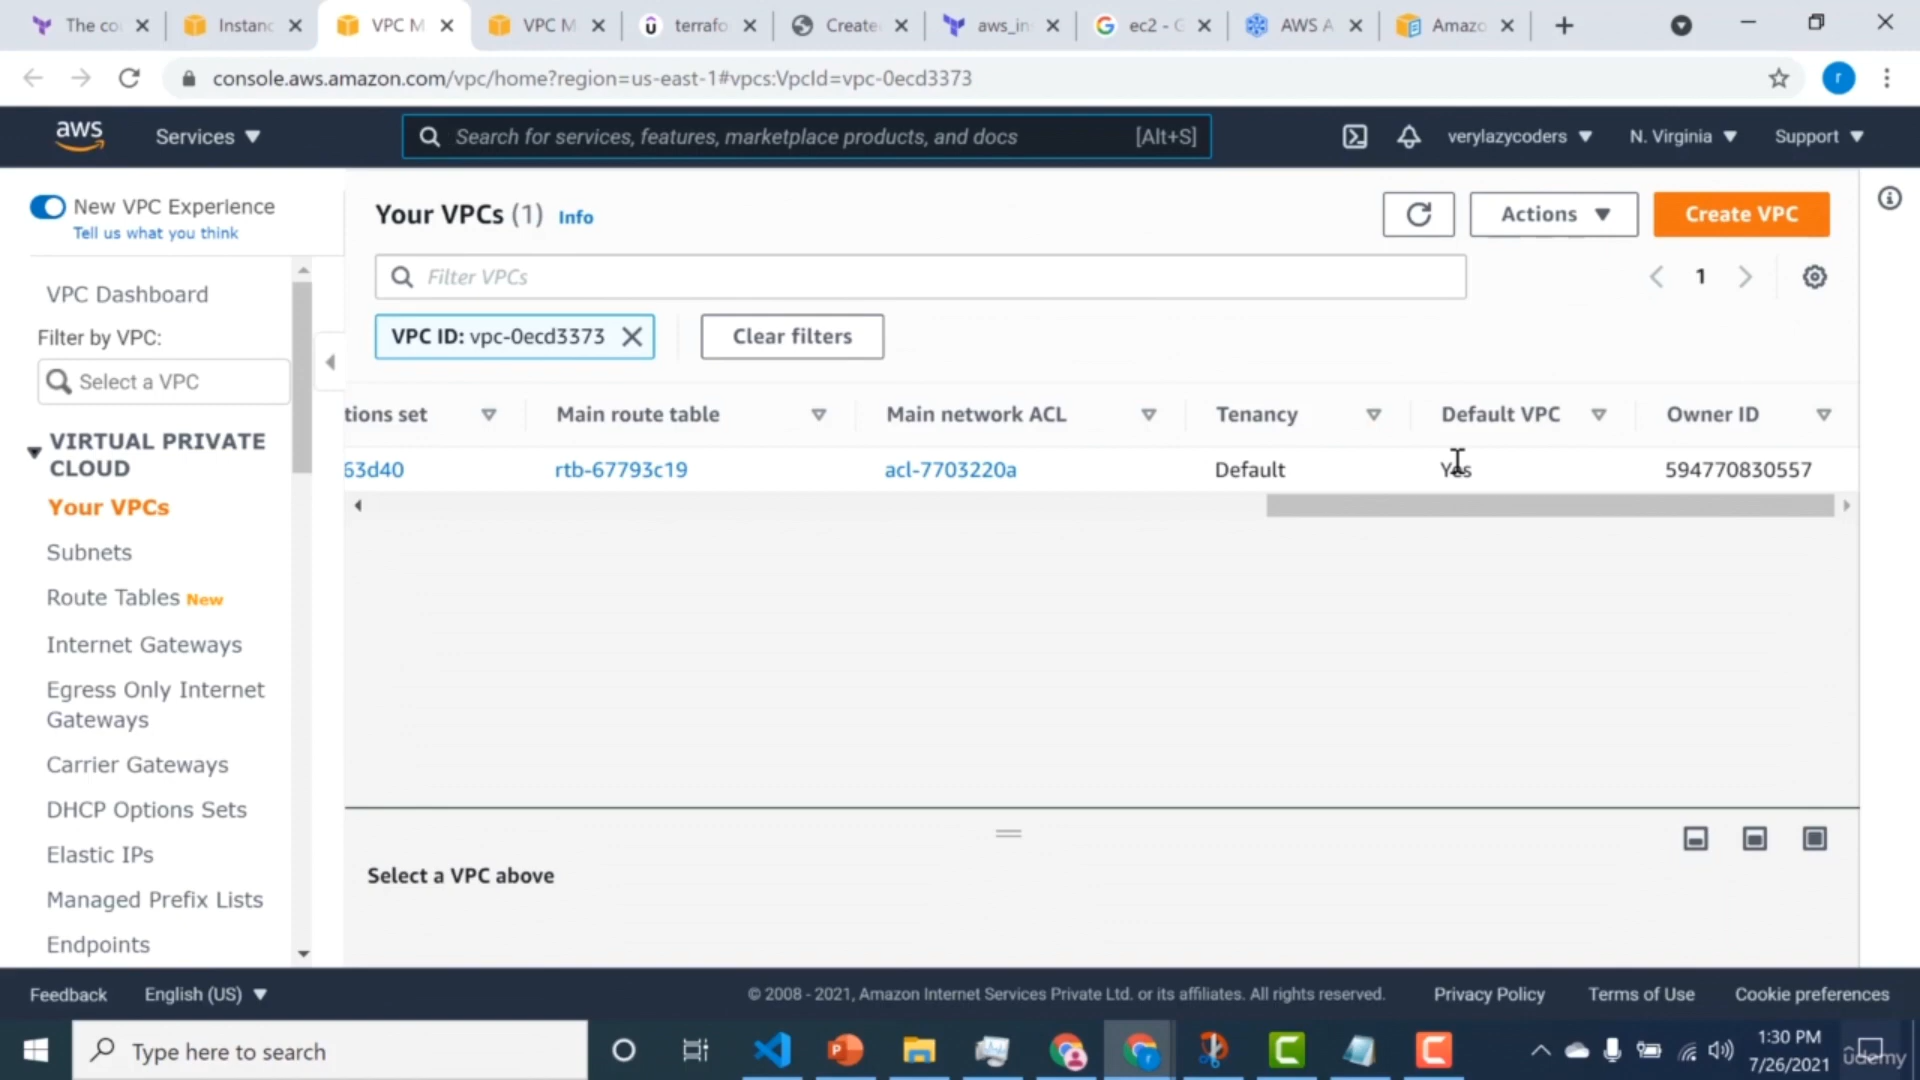 The co
Instanc
VPC M
VPC M
terrafo
Create
aws_in
ec2 - G
AWS A
Amazo
console.aws.amazon.com/vpc/home?region=us-east-1#vpcs:VpcId=vpc-0ecd3373
r
aws
Services
Search for services, features, marketplace products, and docs
[Alt+S]
verylazycoders
N. Virginia
Support
New VPC Experience
Tell us what you think
Your VPCs (1) Info
Actions
Create VPC
Filter VPCs
1
VPC ID: vpc-0ecd3373
Clear filters
VPC Dashboard
Filter by VPC:
Select a VPC
VIRTUAL PRIVATE
CLOUD
Your VPCs
Subnets
Route Tables New
Internet Gateways
Egress Only Internet
Gateways
Carrier Gateways
DHCP Options Sets
Elastic IPs
Managed Prefix Lists
Endpoints
tions set
Main route table
Main network ACL
Tenancy
Default VPC
Owner ID
63d40
rtb-67793c19
acl-7703220a
Default
Yes
594770830557
Select a VPC above
Feedback
English (US)
© 2008 - 2021, Amazon Internet Services Private Ltd. or its affiliates. All rights reserved.
Privacy Policy
Terms of Use
Cookie preferences
Type here to search
1:30 PM
7/26/2021
ûdemy